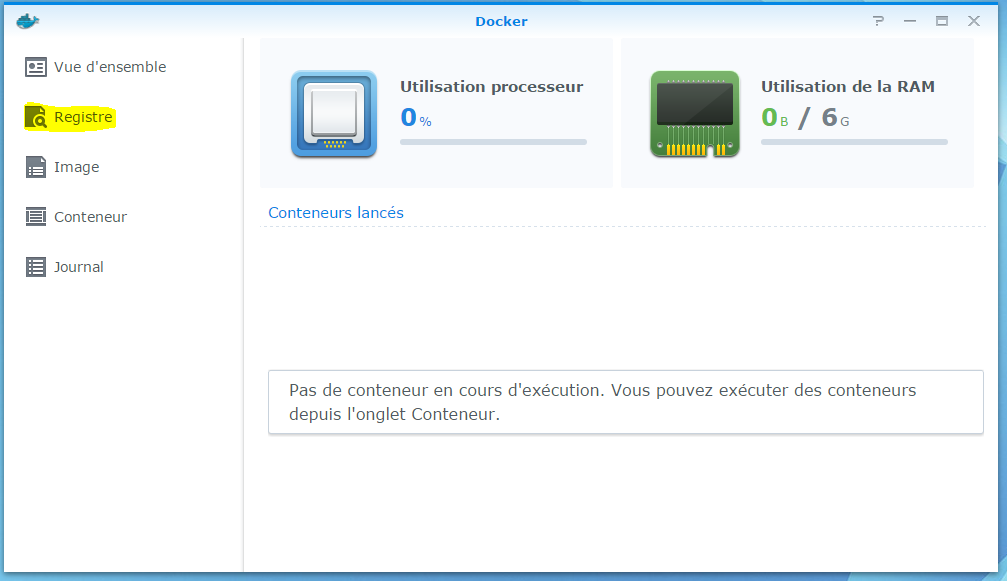 Docker
Vue d'ensemble
Registre
Image
Conteneur
Journal
Utilisation processeur
0 %
Utilisation de la RAM
0 B / 6 G
Conteneurs lancés
Pas de conteneur en cours d'exécution. Vous pouvez exécuter des conteneurs
depuis l'onglet Conteneur.